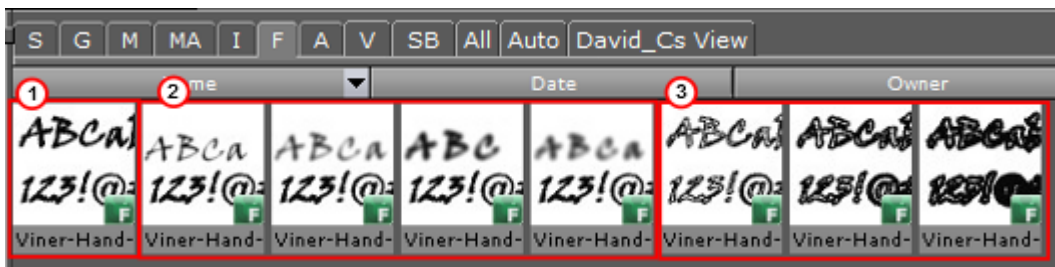 S G M MA I F A V SB All Auto David_Cs View
1 2 me Date 3 Owner
ABCa ABCa ABCa ABC ABCa ABCa ABCa ABCa
123!@ 123!@ 123!@ 123!@ 123!@ 123!@ 123!@ 123!@
F F F F F F F F
Viner-Hand- Viner-Hand- Viner-Hand- Viner-Hand- Viner-Hand- Viner-Hand- Viner-Hand- Viner-Hand-